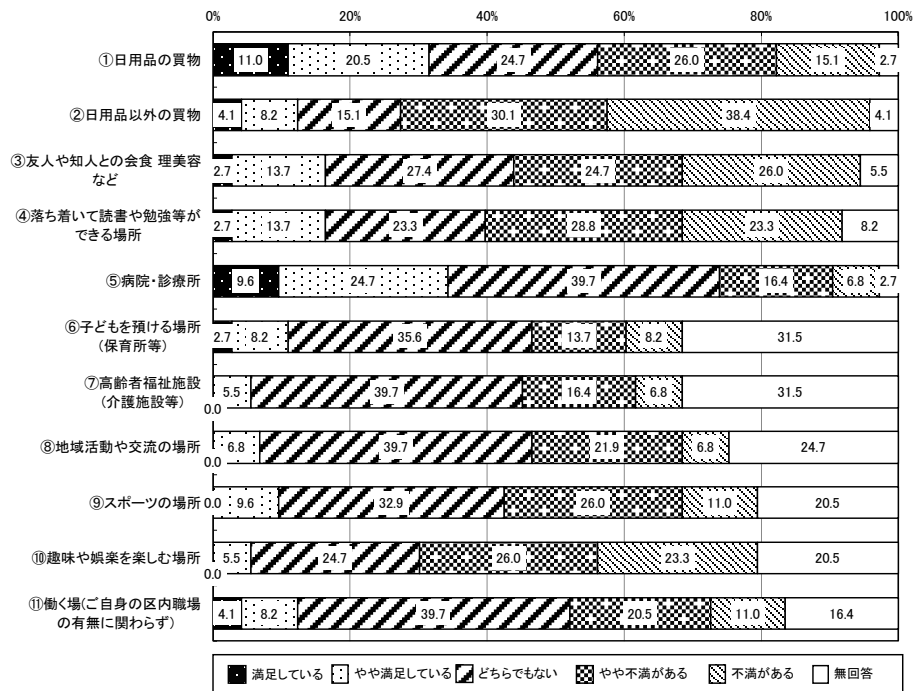 0% 20% 40% 60% 80% 100%
①日用品の買物 11.0 20.5 24.7 26.0 15.1 2.7
②日用品以外の買物 4.1 8.2 15.1 30.1 38.4 4.1
③友人や知人との会食 理美容
など 2.7 13.7 27.4 24.7 26.0 5.5
④落ち着いて読書や勉強等が
できる場所 2.7 13.7 23.3 28.8 23.3 8.2
⑤病院・診療所 9.6 24.7 39.7 16.4 6.8 2.7
⑥子どもを預ける場所
(保育所等) 2.7 8.2 35.6 13.7 8.2 31.5
⑦高齢者福祉施設
(介護施設等) 0.0 5.5 39.7 16.4 6.8 31.5
⑧地域活動や交流の場所 0.0 6.8 39.7 21.9 6.8 24.7
⑨スポーツの場所 0.0 9.6 32.9 26.0 11.0 20.5
⑩趣味や娯楽を楽しむ場所 0.0 5.5 24.7 26.0 23.3 20.5
⑪働く場(ご自身の区内職場
の有無に関わらず) 4.1 8.2 39.7 20.5 11.0 16.4
満足している やや満足している どちらでもない やや不満がある 不満がある 無回答